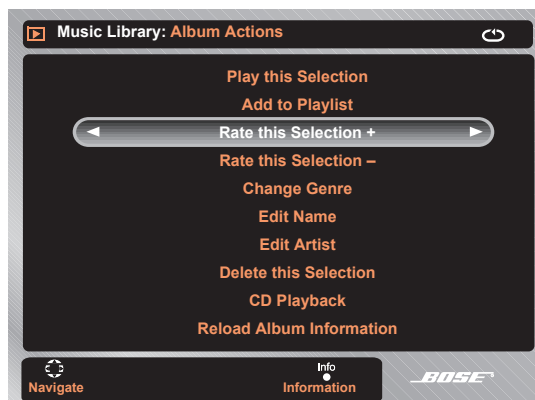 Music Library: Album Actions
Play this Selection
Add to Playlist
Rate this Selection +
Rate this Selection –
Change Genre
Edit Name
Edit Artist
Delete this Selection
CD Playback
Reload Album Information
Navigate
Info
Information
BOSE